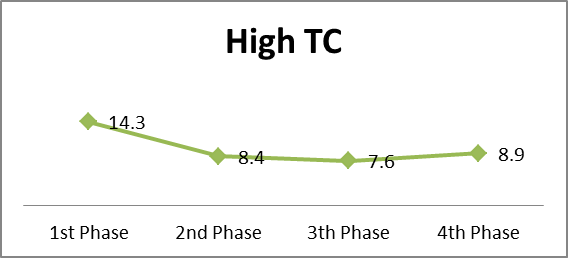 High TC
14.3
8.4
7.6
8.9
1st Phase
2nd Phase
3th Phase
4th Phase